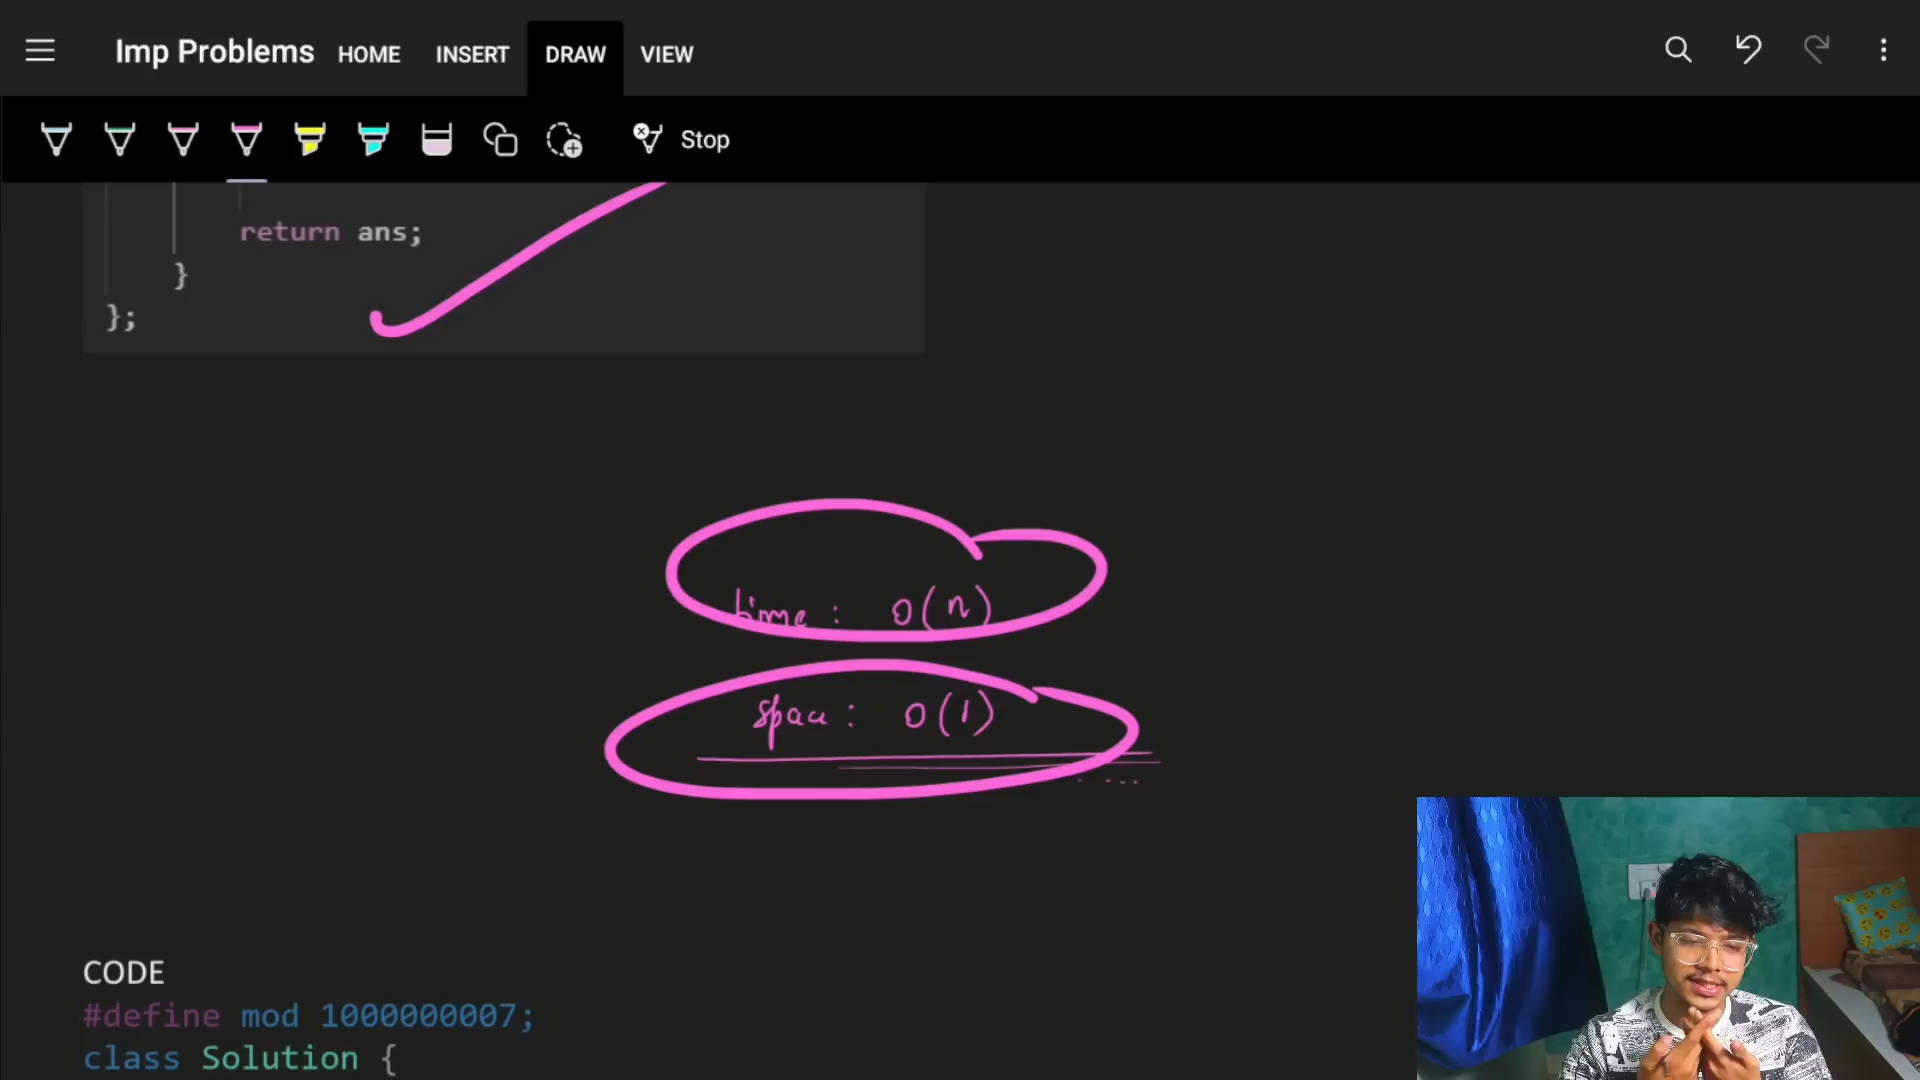 Imp Problems HOME INSERT DRAW VIEW
Stop
return ans;
}
};
time : O(n)
space : O(1)
CODE
#define mod 1000000007;
class Solution {